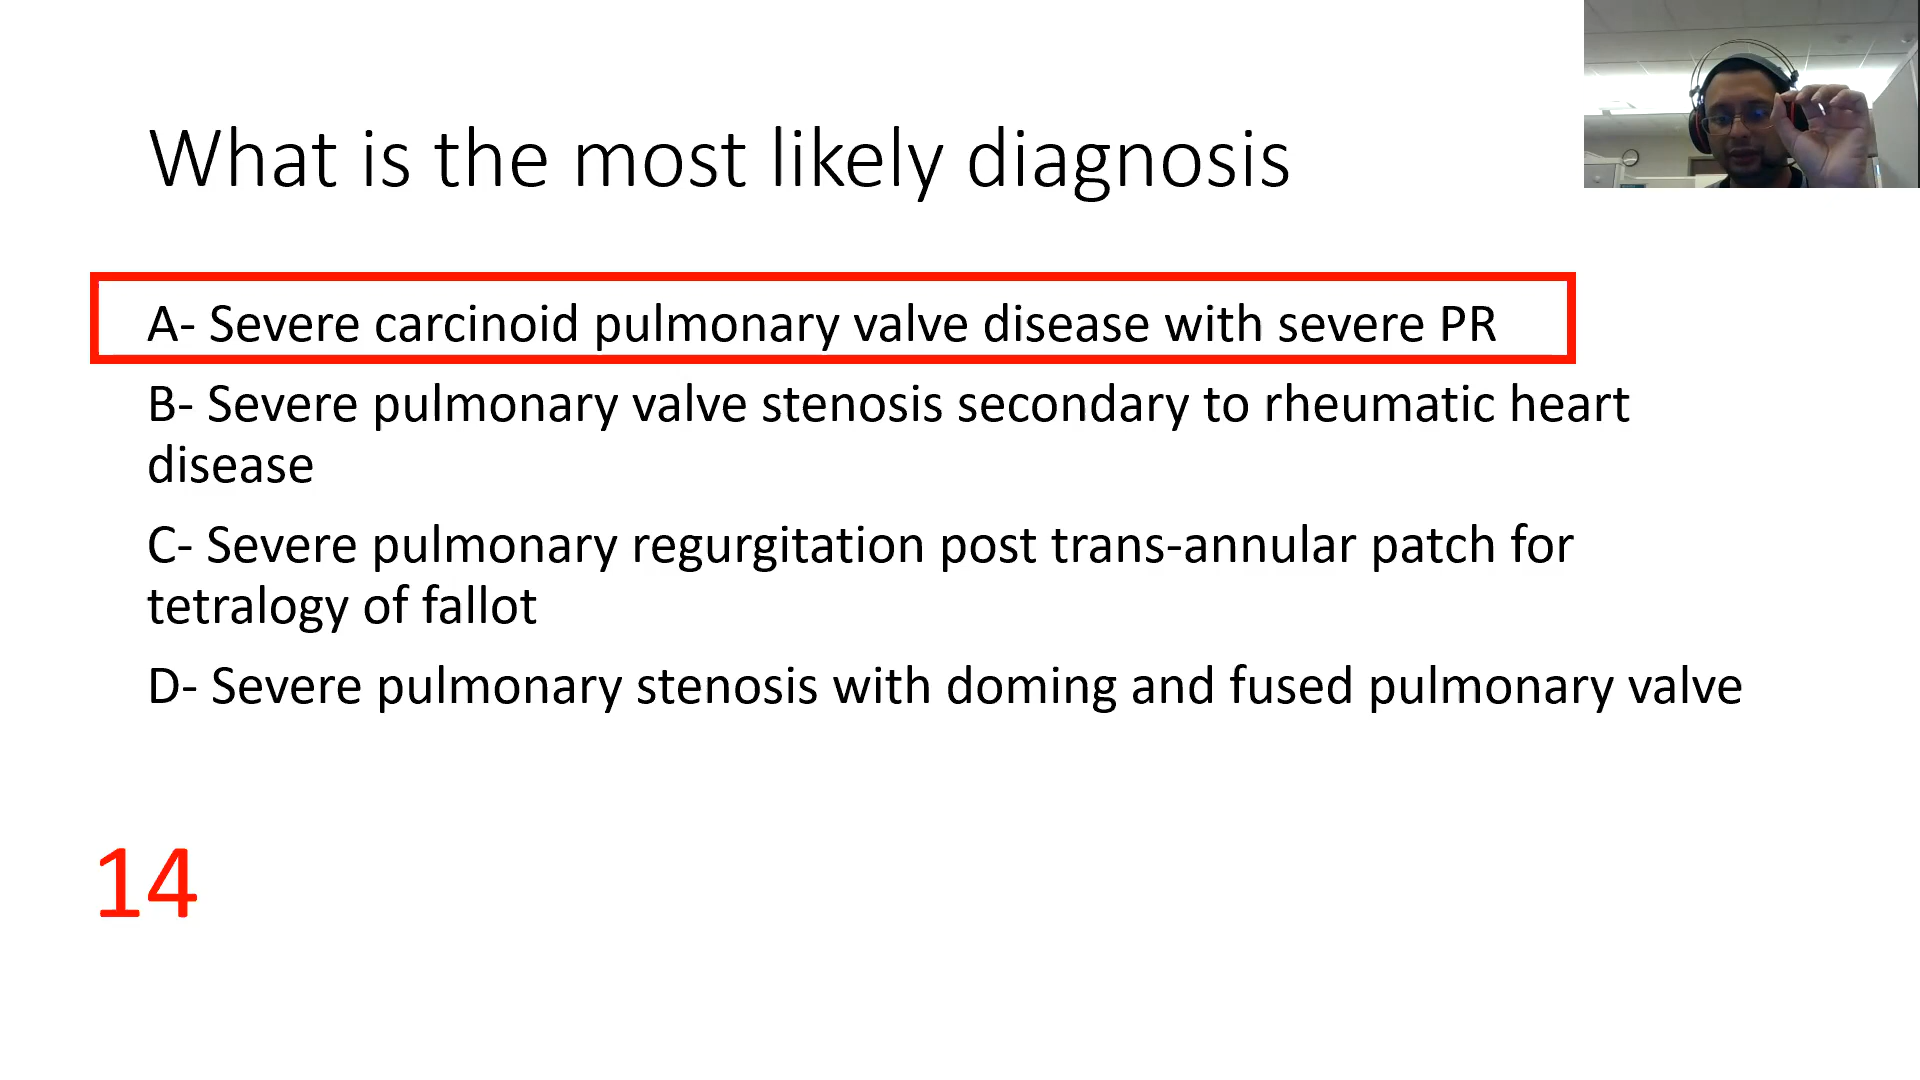 What is the most likely diagnosis
A- Severe carcinoid pulmonary valve disease with severe PR
B- Severe pulmonary valve stenosis secondary to rheumatic heart
disease
C- Severe pulmonary regurgitation post trans-annular patch for
tetralogy of fallot
D- Severe pulmonary stenosis with doming and fused pulmonary valve
14